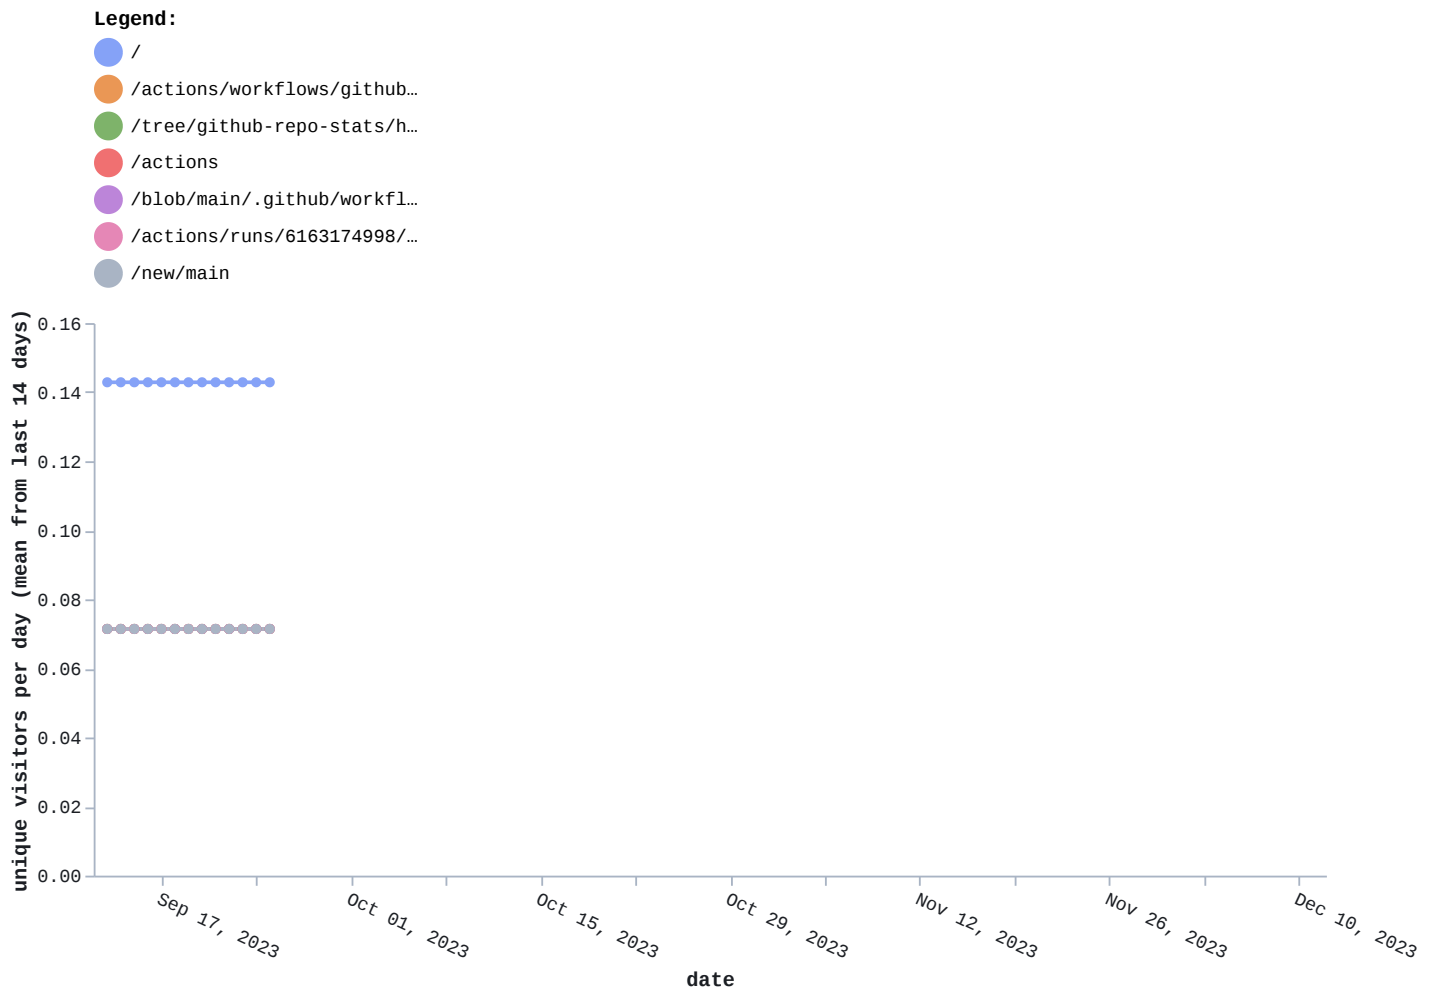 Legend:
/
/actions/workflows/github…
/tree/github-repo-stats/h…
/actions
/blob/main/.github/workfl…
/actions/runs/6163174998/…
/new/main
unique visitors per day (mean from last 14 days)
0.16
0.14
0.12
0.10
0.08
0.06
0.04
0.02
0.00
Sep 17, 2023
Oct 01, 2023
Oct 15, 2023
Oct 29, 2023
Nov 12, 2023
Nov 26, 2023
Dec 10, 2023
date